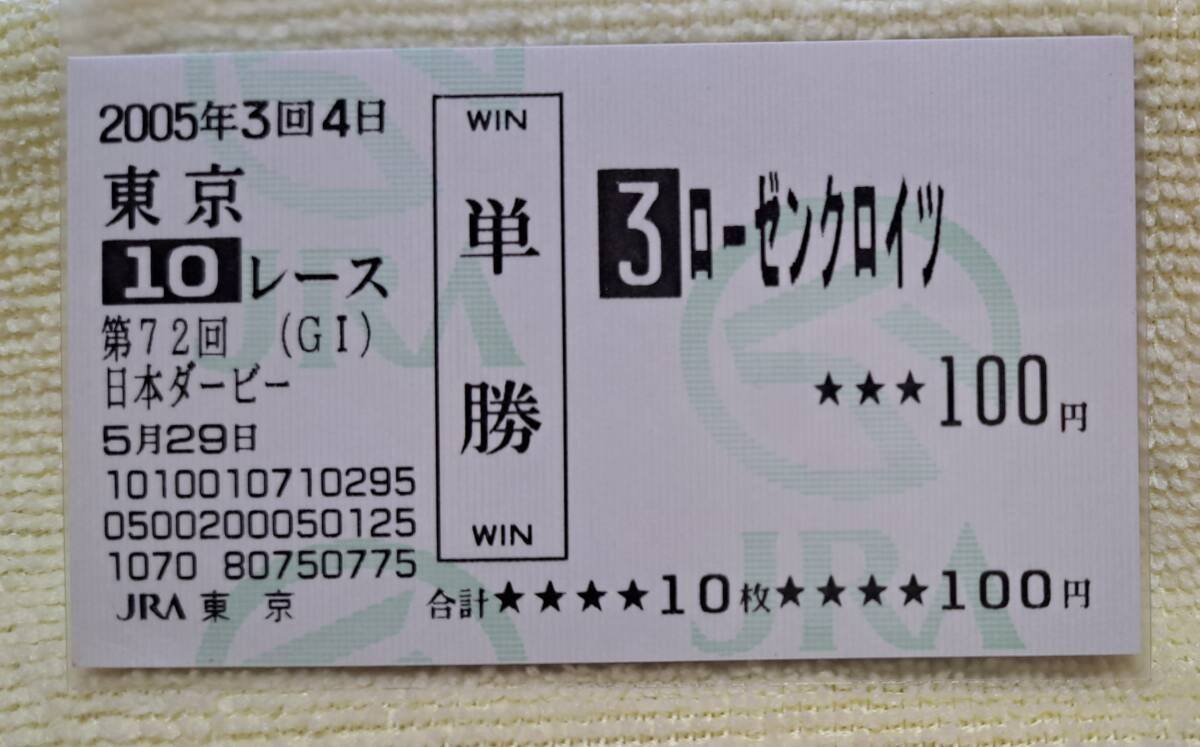 2005年3回4日
東京
10レース
第72回 (GI)
日本ダービー
5月29日
1010010710295
0500200050125
1070 80750775
JRA 東 京
WIN
単
勝
WIN
3 ローゼンクロイツ
★★★100円
合計★★★★10枚★★★★100円
JRA
JRA